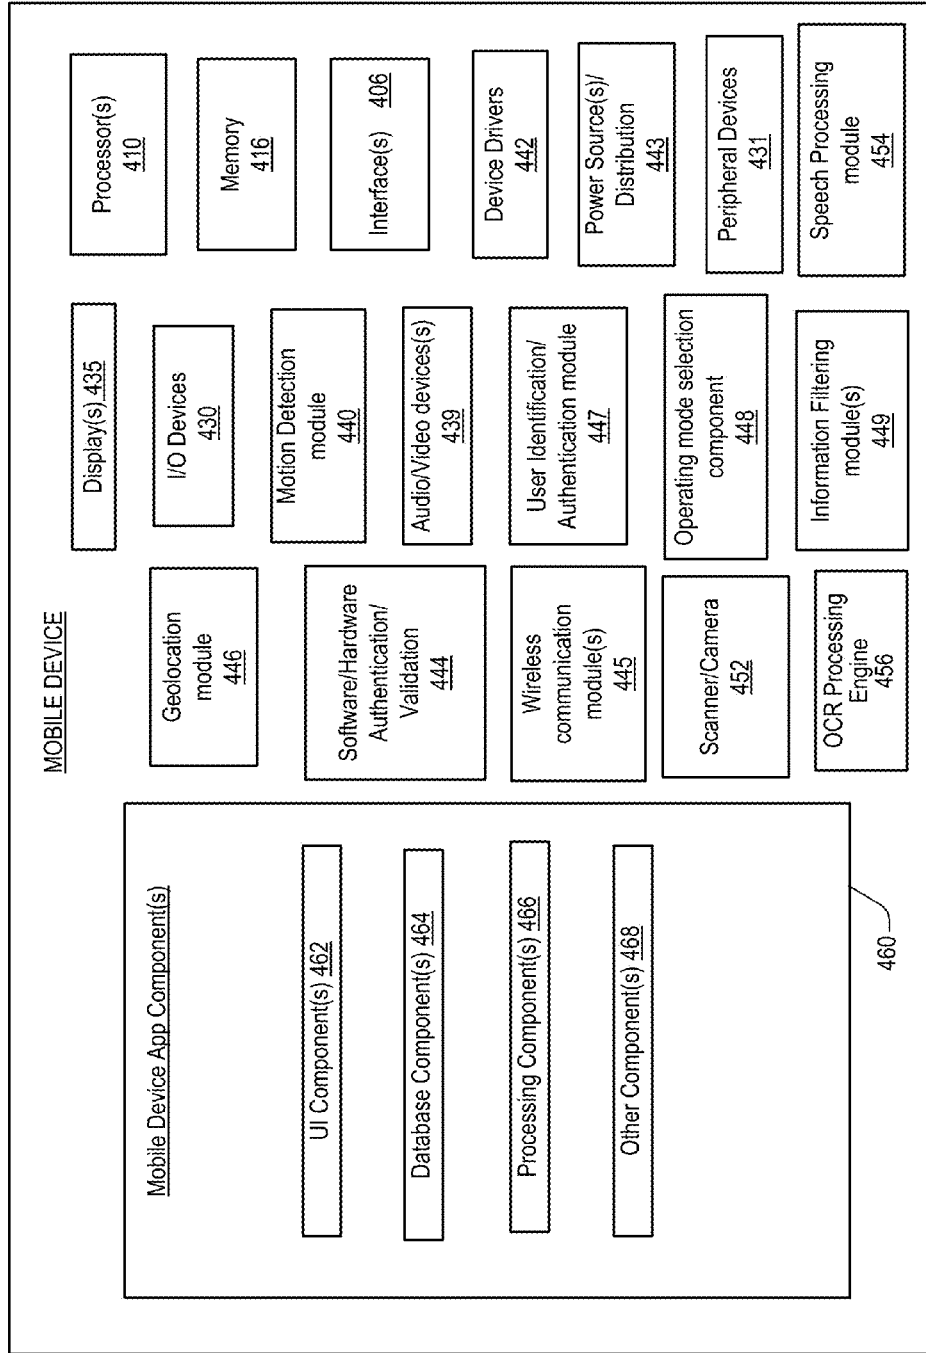 MOBILE DEVICE
Mobile Device App Component(s)
UI Component(s) 462
Database Component(s) 464
Processing Component(s) 466
Other Component(s) 468
460
Geolocation
module
446
Software/Hardware
Authentication/
Validation
444
Wireless
communication
module(s)
445
Scanner/Camera
452
OCR Processing
Engine
456
Display(s) 435
I/O Devices
430
Motion Detection
module
440
Audio/Video devices(s)
439
User Identification/
Authentication module
447
Operating mode selection
component
448
Information Filtering
module(s)
449
Processor(s)
410
Memory
416
Interface(s) 406
Device Drivers
442
Power Source(s)/
Distribution
443
Peripheral Devices
431
Speech Processing
module
454